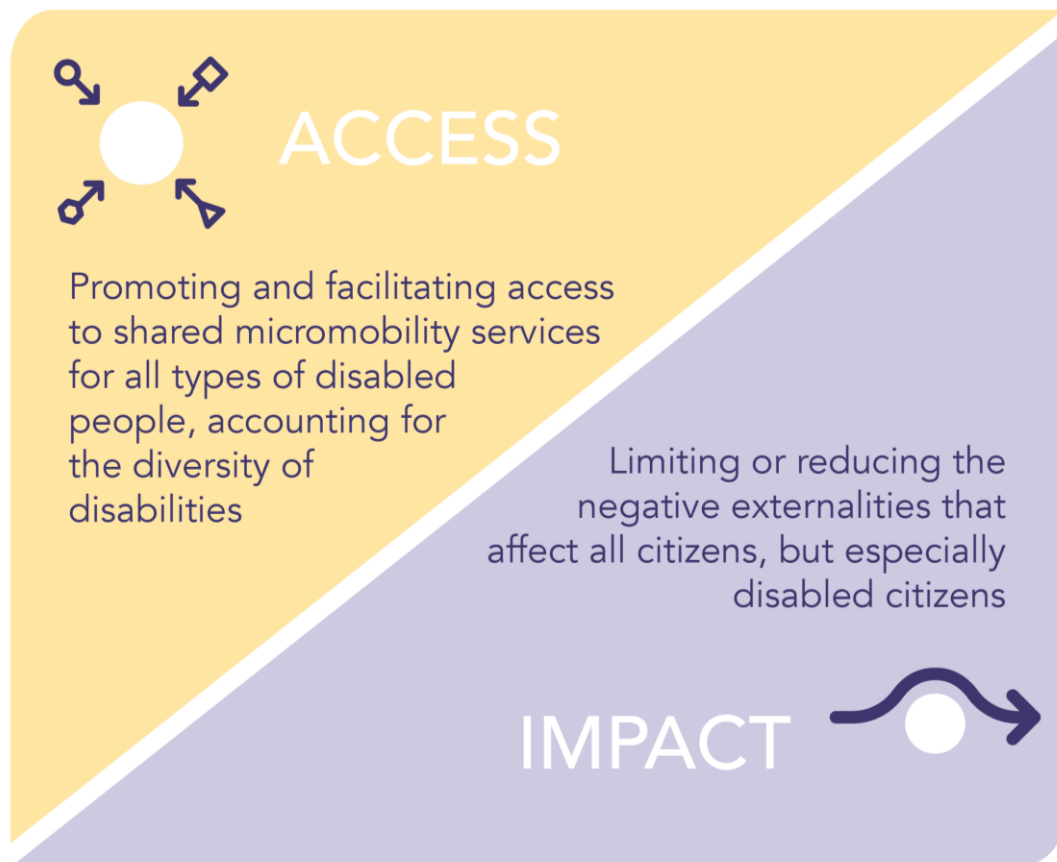 ACCESS
Promoting and facilitating access
to shared micromobility services
for all types of disabled
people, accounting for
the diversity of
disabilities
Limiting or reducing the
negative externalities that
affect all citizens, but especially
disabled citizens
IMPACT